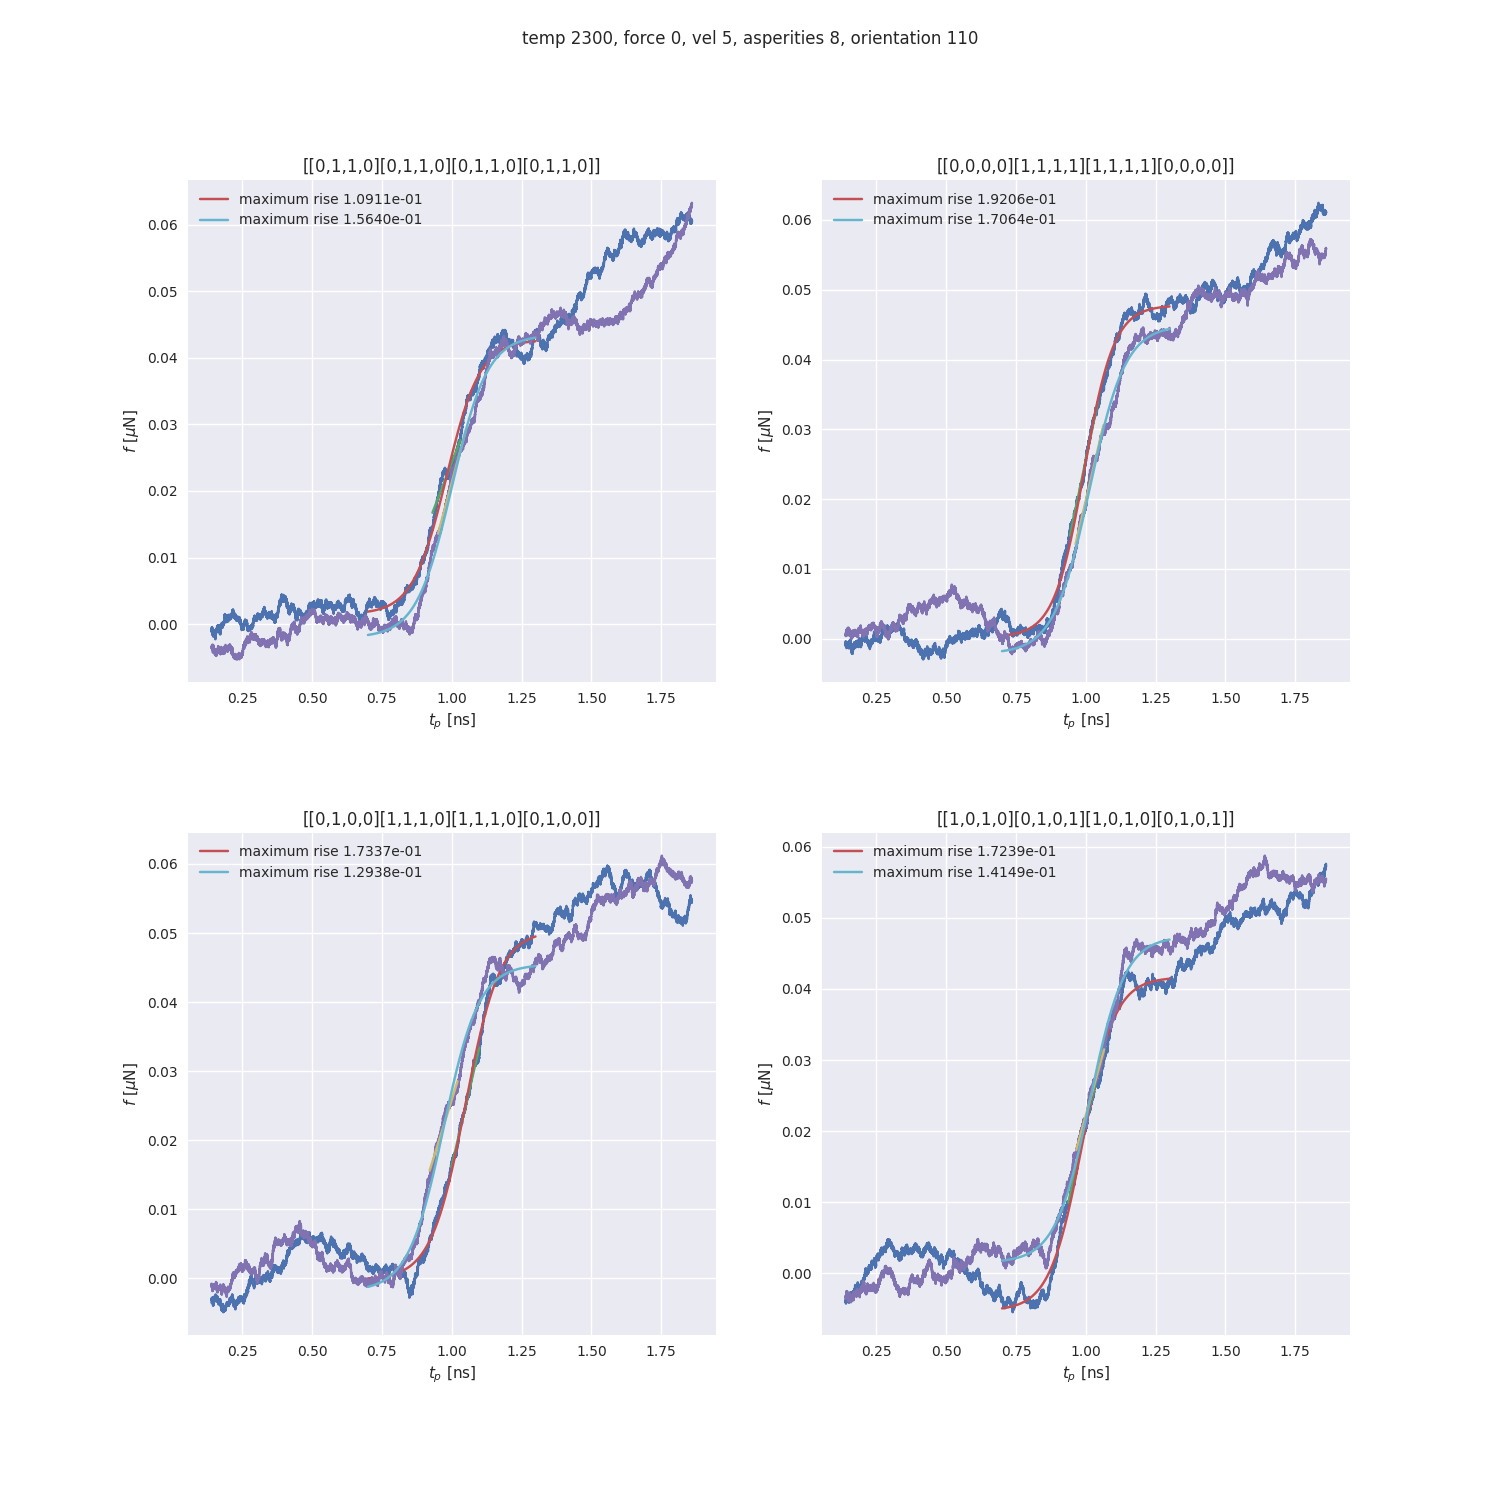 temp 2300, force 0, vel 5, asperities 8, orientation 110
[[0,1,1,0][0,1,1,0][0,1,1,0][0,1,1,0]]
maximum rise 1.0911e-01
maximum rise 1.5640e-01
0.06
0.05
0.04
0.03
0.02
0.01
0.00
f [μN]
0.25 0.50 0.75 1.00 1.25 1.50 1.75
t_p [ns]
[[0,0,0,0][1,1,1,1][1,1,1,1][0,0,0,0]]
maximum rise 1.9206e-01
maximum rise 1.7064e-01
0.06
0.05
0.04
0.03
0.02
0.01
0.00
f [μN]
0.25 0.50 0.75 1.00 1.25 1.50 1.75
t_p [ns]
[[0,1,0,0][1,1,1,0][1,1,1,0][0,1,0,0]]
maximum rise 1.7337e-01
maximum rise 1.2938e-01
0.06
0.05
0.04
0.03
0.02
0.01
0.00
f [μN]
0.25 0.50 0.75 1.00 1.25 1.50 1.75
t_p [ns]
[[1,0,1,0][0,1,0,1][1,0,1,0][0,1,0,1]]
maximum rise 1.7239e-01
maximum rise 1.4149e-01
0.06
0.05
0.04
0.03
0.02
0.01
0.00
f [μN]
0.25 0.50 0.75 1.00 1.25 1.50 1.75
t_p [ns]